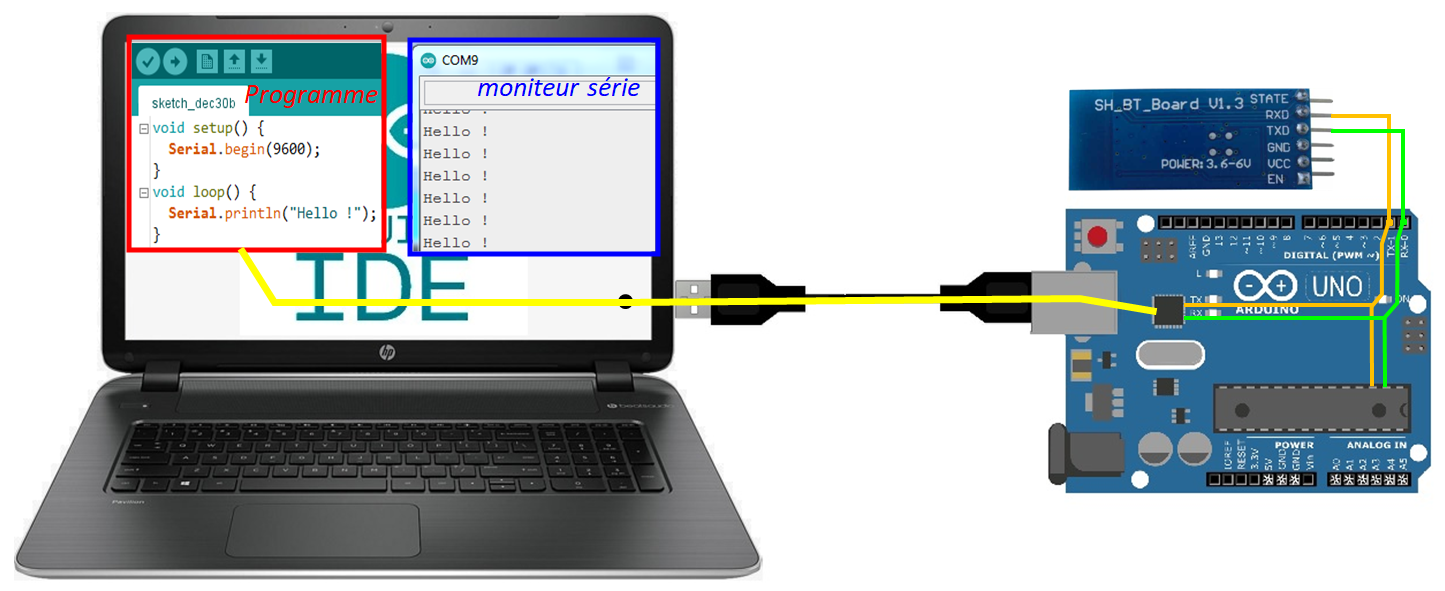 Programme
sketch_dec30b
void setup() {
Serial.begin(9600);
}
void loop() {
Serial.println("Hello !");
}
COM9
moniteur série
Hello !
Hello !
Hello !
Hello !
Hello !
Hello !
Hello !
IDE
hp
beatsaudio
Pavilion
SH_BT_Board V1.3
STATE
RXD
TXD
GND
VCC
EN
POWER:3.6-6V
AREF
GND
13
12
~11
~10
~9
8
7
~6
~5
4
~3
2
TX-1
RX-0
DIGITAL (PWM ~)
L
TX
RX
ON
UNO
ARDUINO
IOREF
RESET
3.3V
5V
GND
GND
Vin
POWER
ANALOG IN
A0
A1
A2
A3
A4
A5